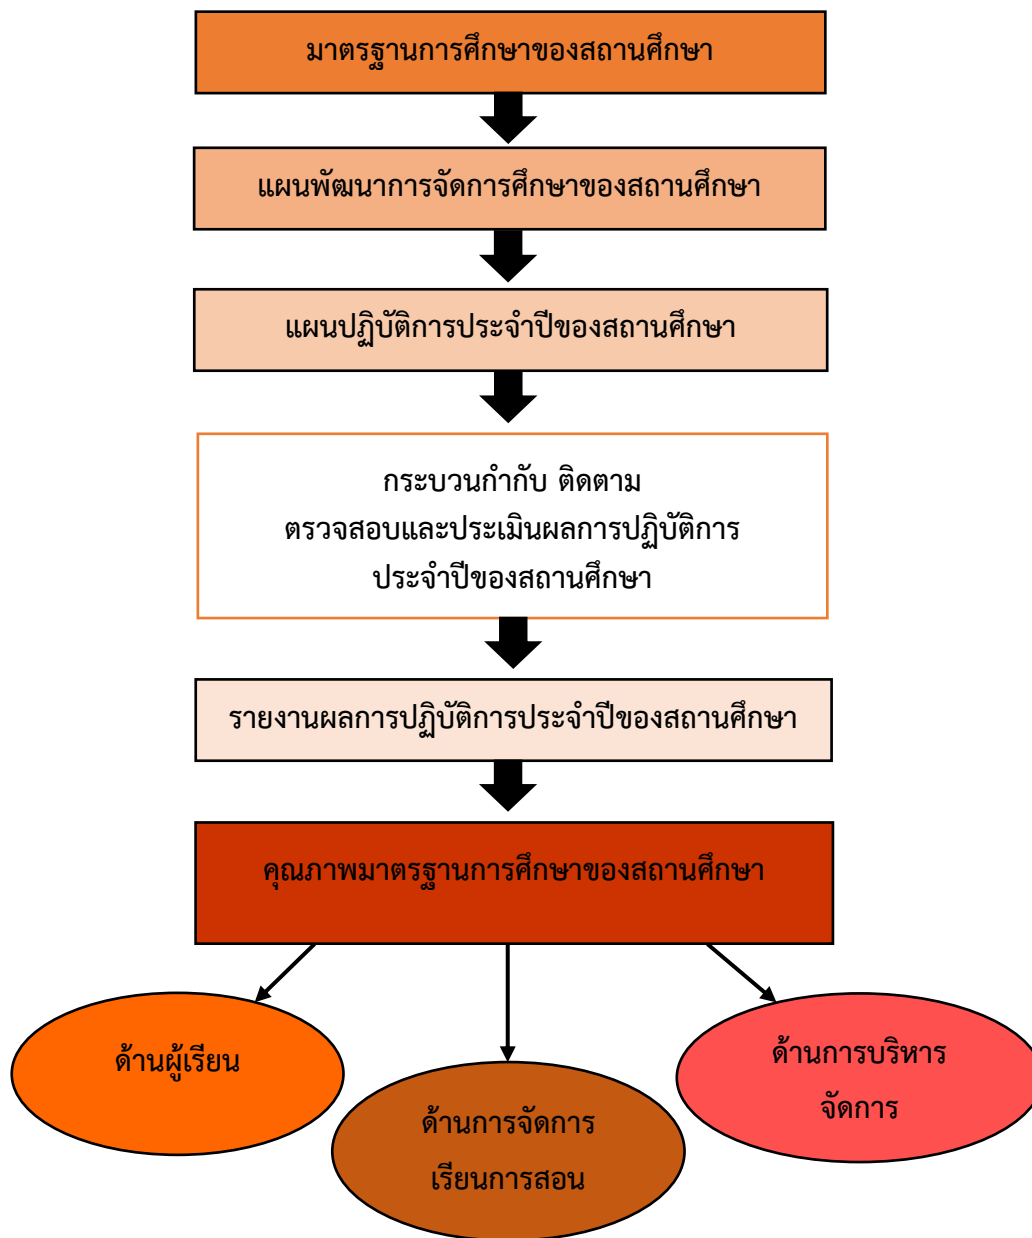 มาตรฐานการศึกษาของสถานศึกษา
แผนพัฒนาการจัดการศึกษาของสถานศึกษา
แผนปฏิบัติการประจำปีของสถานศึกษา
กระบวนกำกับ ติดตาม
ตรวจสอบและประเมินผลการปฏิบัติการ
ประจำปีของสถานศึกษา
รายงานผลการปฏิบัติการประจำปีของสถานศึกษา
คุณภาพมาตรฐานการศึกษาของสถานศึกษา
ด้านผู้เรียน
ด้านการจัดการ
เรียนการสอน
ด้านการบริหาร
จัดการ